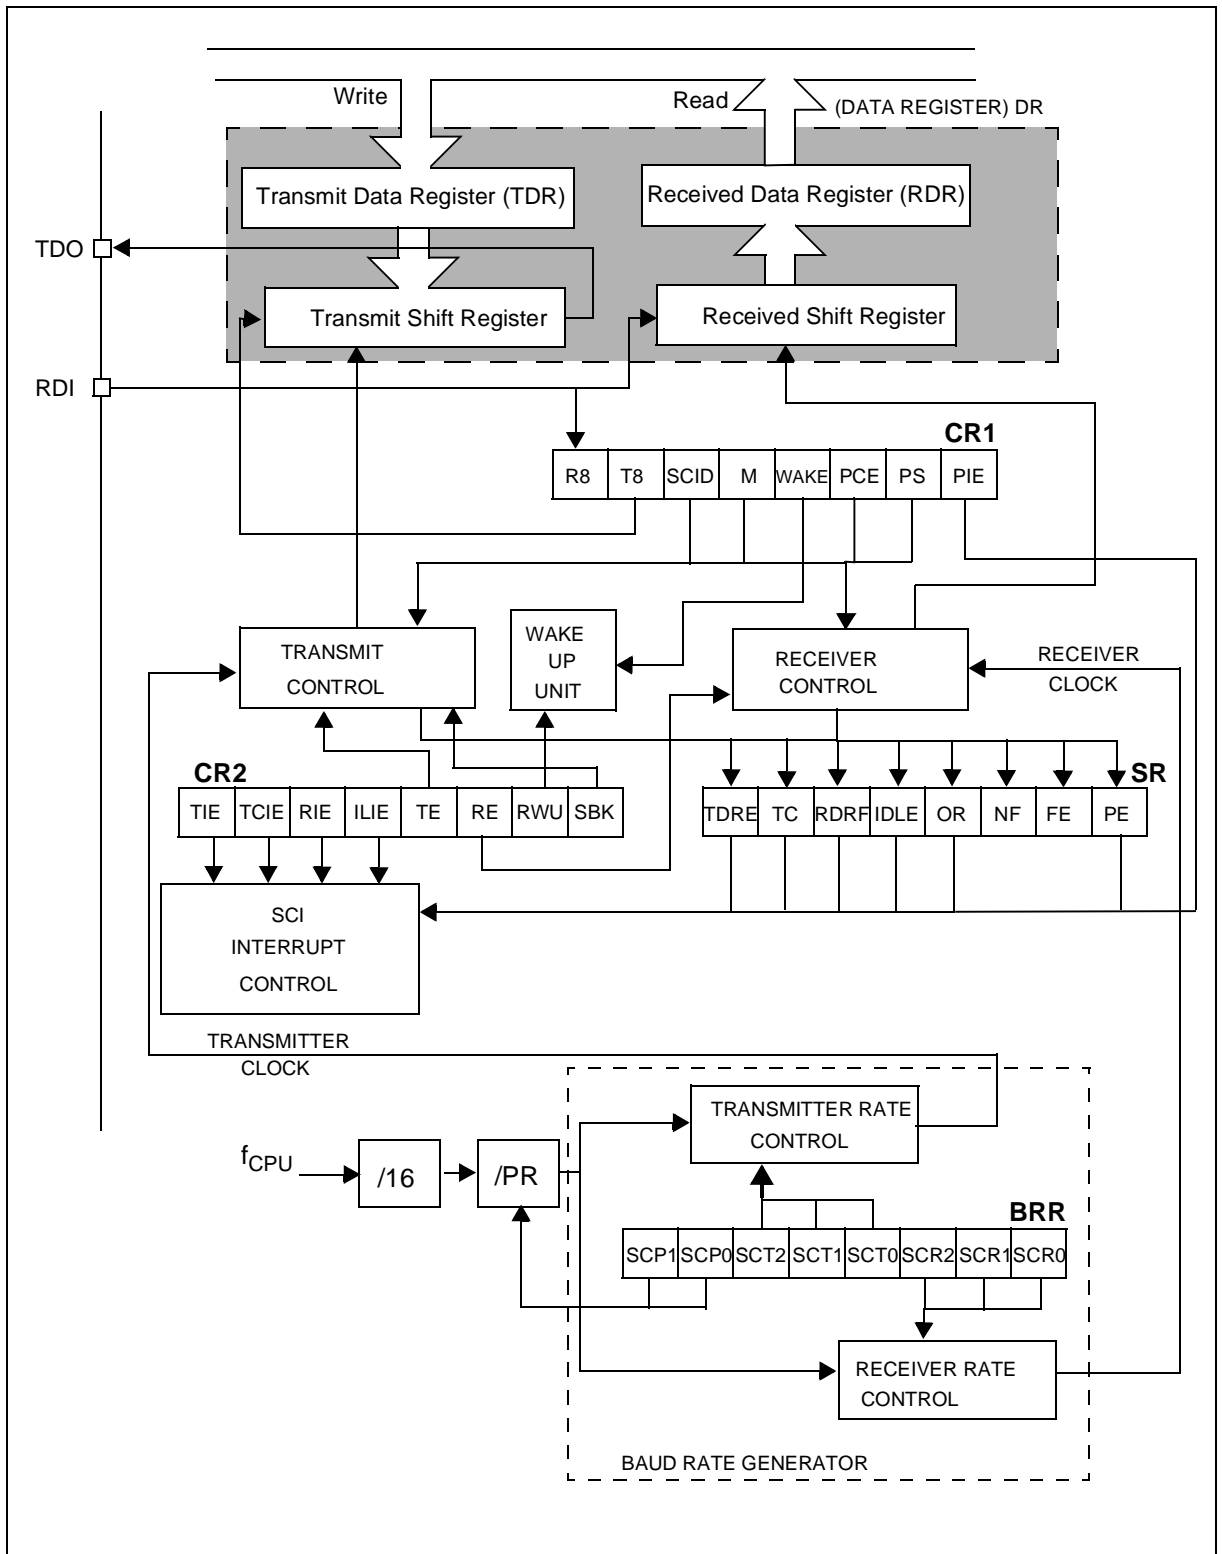 Write
Read
(DATA REGISTER) DR
Transmit Data Register (TDR)
Received Data Register (RDR)
TDO
Transmit Shift Register
Received Shift Register
RDI
CR1
R8 T8 SCID M WAKE PCE PS PIE
TRANSMIT
CONTROL
WAKE
UP
UNIT
RECEIVER
CONTROL
RECEIVER
CLOCK
CR2
SR
TIE TCIE RIE ILIE TE RE RWU SBK
TDRE TC RDRF IDLE OR NF FE PE
SCI
INTERRUPT
CONTROL
TRANSMITTER
CLOCK
TRANSMITTER RATE
CONTROL
fCPU
/16
/PR
BRR
SCP1 SCP0 SCT2 SCT1 SCT0 SCR2 SCR1 SCR0
RECEIVER RATE
CONTROL
BAUD RATE GENERATOR